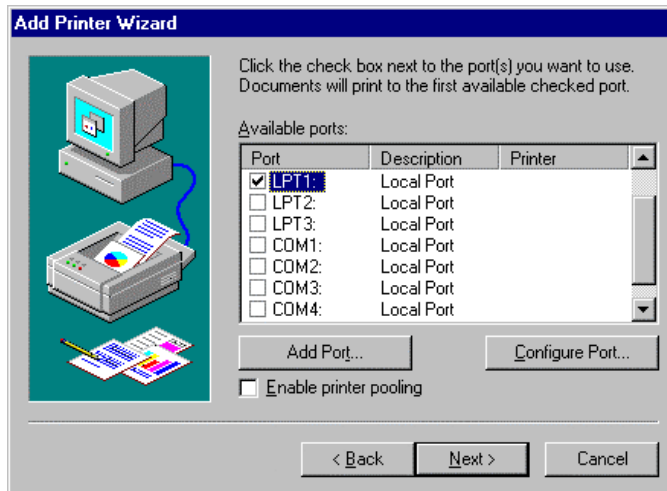 Add Printer Wizard
Click the check box next to the port(s) you want to use.
Documents will print to the first available checked port.
Available ports:
Port Description Printer
LPT1: Local Port
LPT2: Local Port
LPT3: Local Port
COM1: Local Port
COM2: Local Port
COM3: Local Port
COM4: Local Port
Add Port... Configure Port...
Enable printer pooling
< Back Next > Cancel